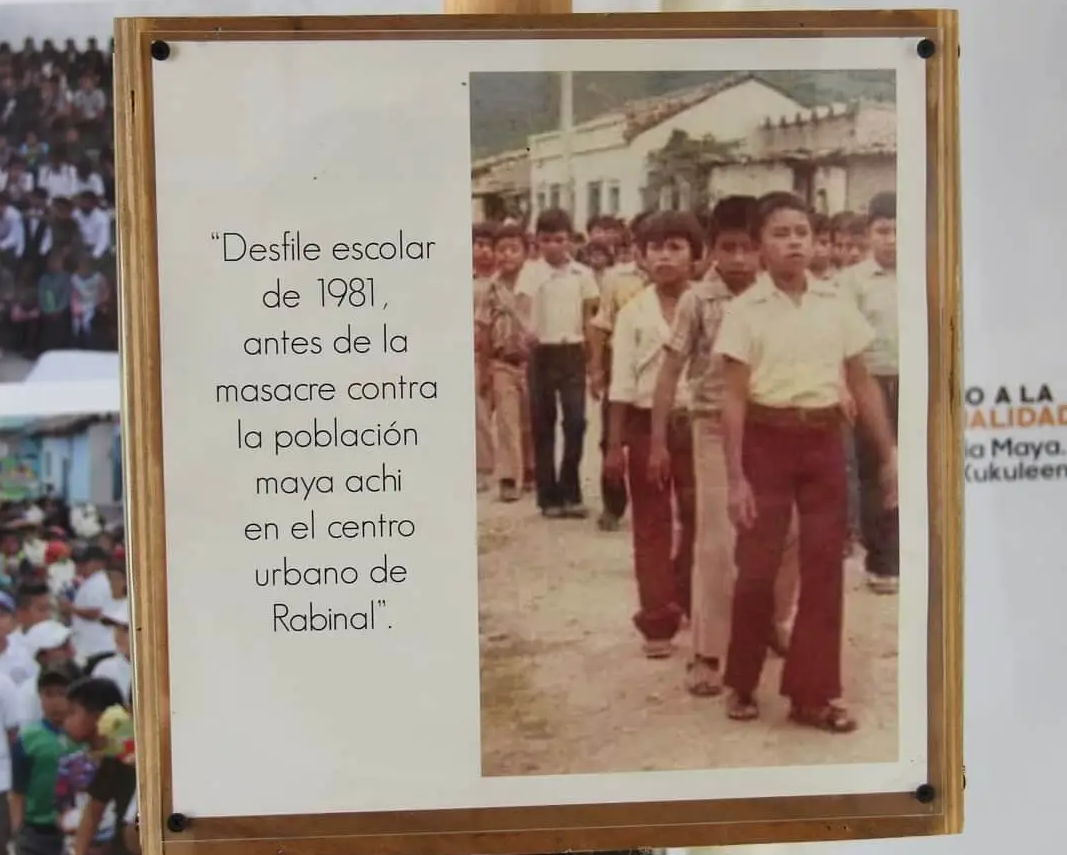 “Desfile escolar
de 1981,
antes de la
masacre contra
la población
maya achi
en el centro
urbano de
Rabinal”.
O A LA
ALIDAD
ia Maya.
Kukuleen